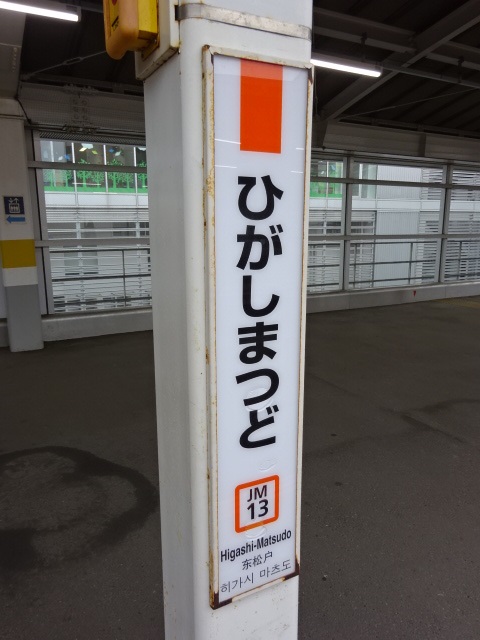 ひがしまつど
JM
13
Higashi-Matsudo
东松户
히가시 마츠도